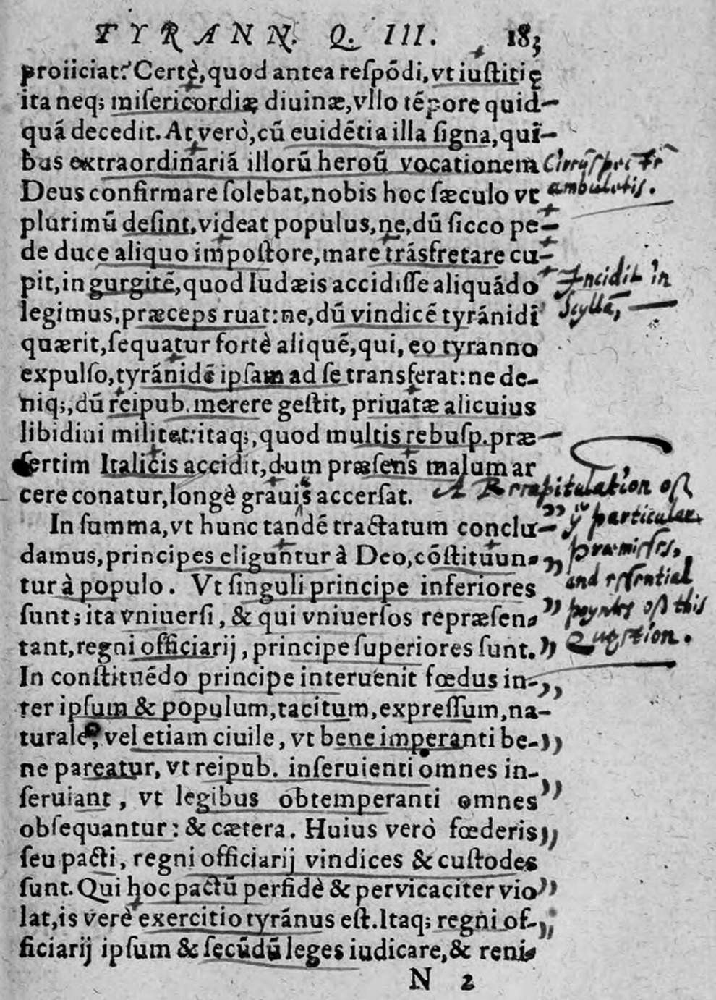 TYRANN. Q. III. 183
proiiciat? Certè, quod antea reſpōdi, vt iuſtitię
ita neq; miſericordiæ diuinæ, vllo tēpore quid-
quā decedit. At verò, cū euidētia illa ſigna, qui-
bus extraordinariā illorū heroū vocationem
Deus confirmare ſolebat, nobis hoc ſæculo vt
ambulatis.
plurimū deſint, videat populus, ne, dū ſicco pe-
de duce aliquo impoſtore, mare trāsfretare cu-
pit, in gurgitē, quod Iudæis accidiſſe aliquādo
Incidit in
legimus, præceps ruat: ne, dū vindicē tyrānidi
Scyllā,
quærit, ſequatur fortè aliquē, qui, eo tyranno
expulſo, tyrānidē ipſam ad ſe transferat: ne de-
niq;, dū reipub. merere geſtit, priuatæ alicuius
libidini militet: itaq;, quod multis rebuſp. præ-
ſertim Italicis accidit, dum præſens malum ar
cere conatur, longè grauis accerſat.
A Rrrapitulation off
In ſumma, vt hunc tandē tractatum conclu-
yͤ particular
damus, principes eliguntur à Deo, cōſtituun-
præmiſſes,
tur à populo. Vt ſinguli principe inferiores
and eſſential
ſunt; ita vniuerſi, & qui vniuerſos repræſen-
poyntes off this
tant, regni officiarij, principe ſuperiores ſunt.
Queſtion.
In conſtituēdo principe interuenit fœdus in-
ter ipſum & populum, tacitum, expreſſum, na-
turale, vel etiam ciuile, vt bene imperanti be-
ne pareatur, vt reipub. inſeruienti omnes in-
ſeruiant, vt legibus obtemperanti omnes
obſequantur: & cætera. Huius verò fœderis
ſeu pacti, regni officiarij vindices & cuſtodes
ſunt. Qui hoc pactū perfidè & pervicaciter vio
lat, is verè exercitio tyrānus eſt. Itaq; regni of-
ficiarij ipſum & ſecūdū leges iudicare, & reni-
N 2